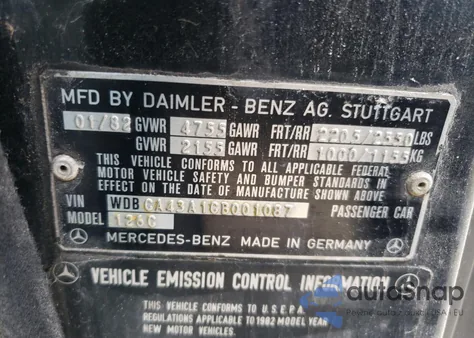 MFD BY DAIMLER - BENZ AG. STUTTGART
01/82 GVWR 4755 GAWR FRT/RR 2205/2550 LBS
GVWR 2155 GAWR FRT/RR 1000/1155 KG
THIS VEHICLE CONFORMS TO ALL APPLICABLE FEDERAL
MOTOR VEHICLE SAFETY AND BUMPER STANDARDS IN
EFFECT ON THE DATE OF MANUFACTURE SHOWN ABOVE.
VIN PASSENGER CAR
MODEL 126C
MERCEDES-BENZ MADE IN GERMANY
VEHICLE EMISSION CONTROL INFORMATION
THIS VEHICLE CONFORMS TO U.S.E.P.A.
REGULATIONS APPLICABLE TO 1982 MODEL YEAR
NEW MOTOR VEHICLES.
autosnap